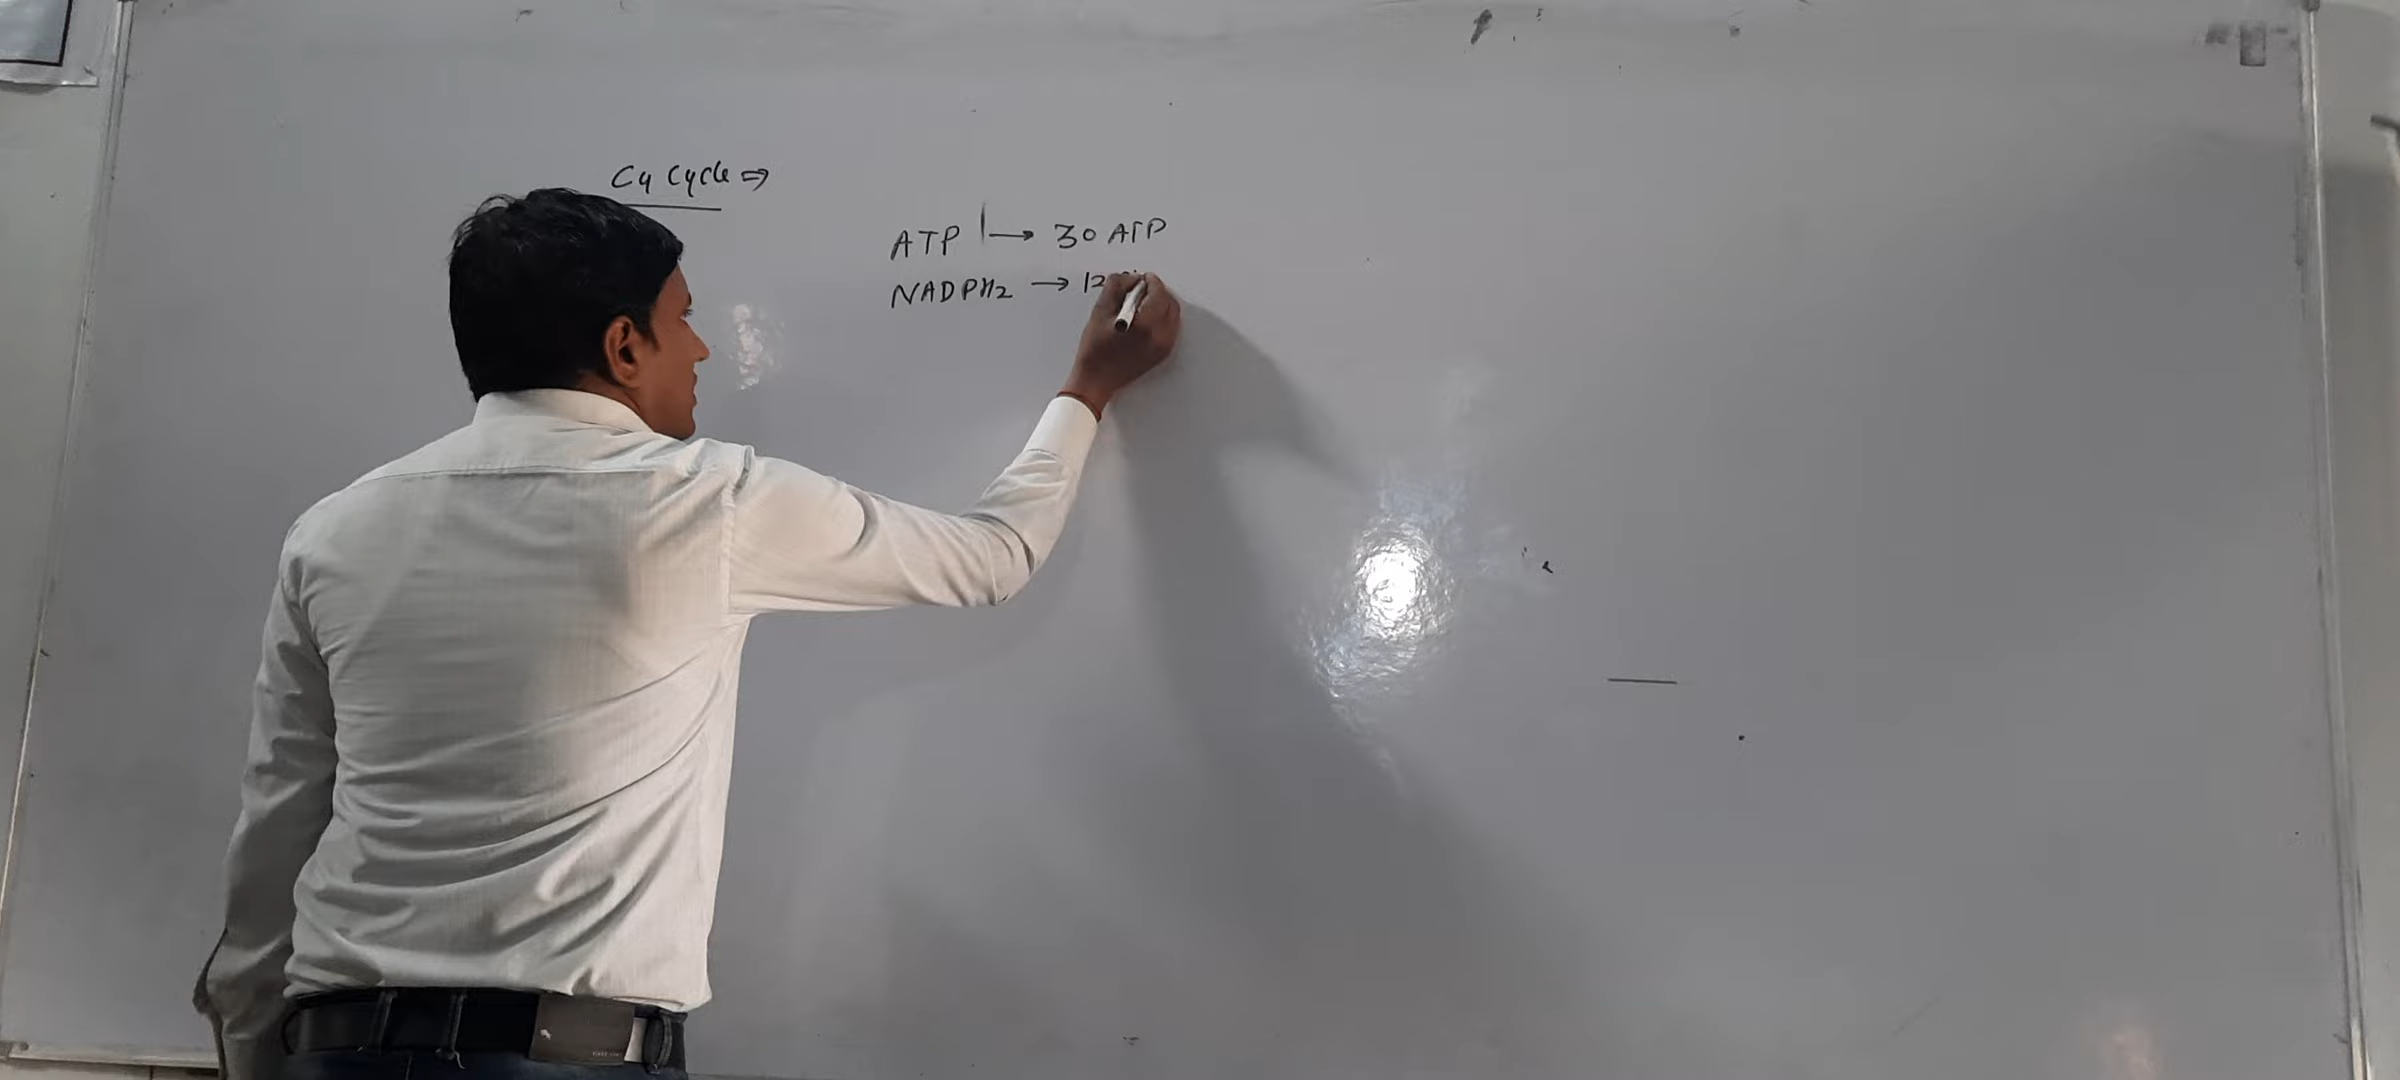 C4 Cycle ⇒
ATP |→ 30 ATP
NADPH2 → 12